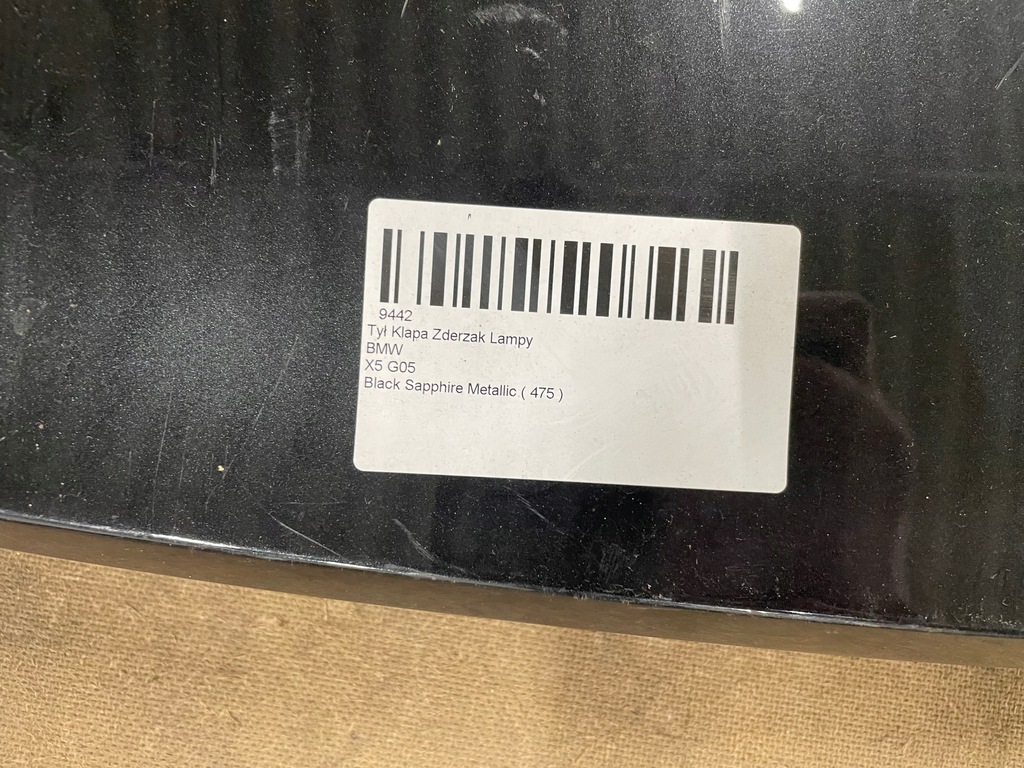 9442
Tył Klapa Zderzak Lampy
BMW
X5 G05
Black Sapphire Metallic ( 475 )